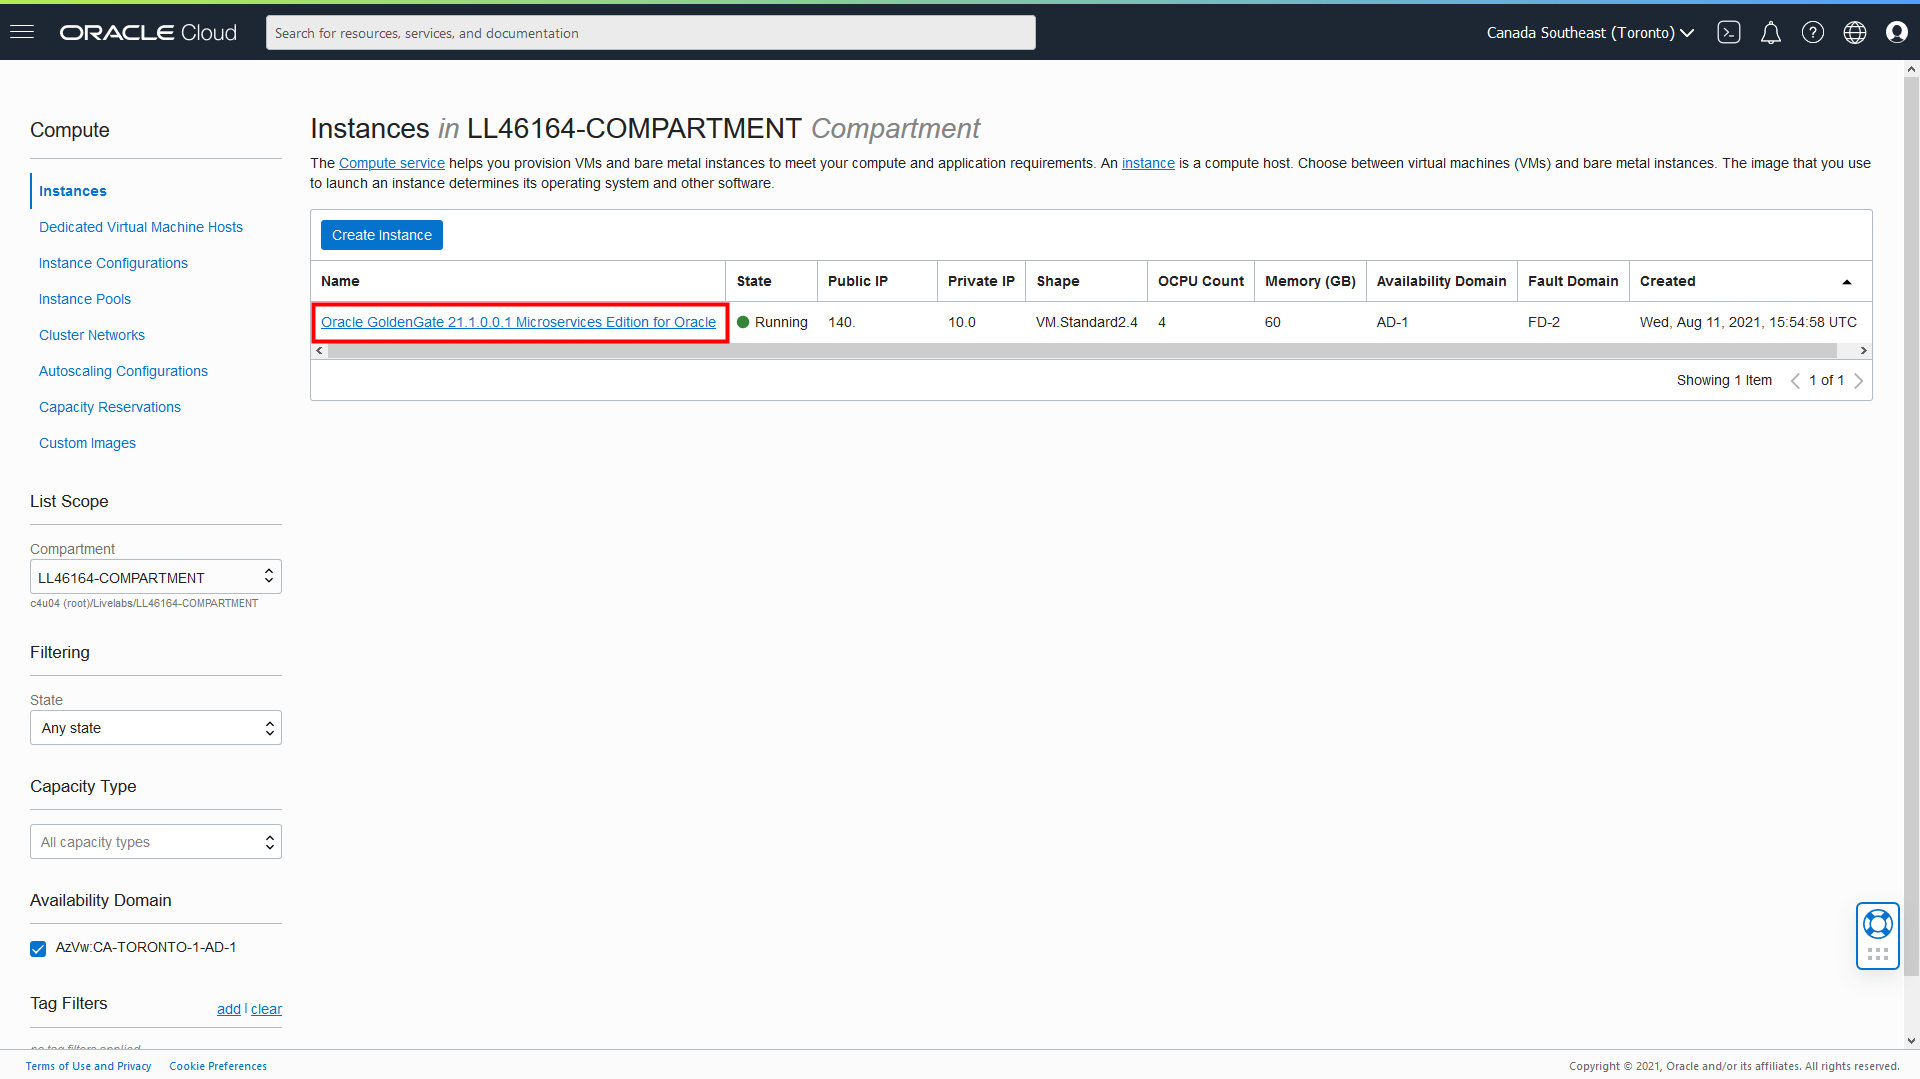 ORACLE Cloud
Search for resources, services, and documentation
Canada Southeast (Toronto)
Compute
Instances
Dedicated Virtual Machine Hosts
Instance Configurations
Instance Pools
Cluster Networks
Autoscaling Configurations
Capacity Reservations
Custom Images
List Scope
Compartment
LL46164-COMPARTMENT
c4u04 (root)/Livelabs/LL46164-COMPARTMENT
Filtering
State
Any state
Capacity Type
All capacity types
Availability Domain
AzVw:CA-TORONTO-1-AD-1
Tag Filters add | clear
no tag filters applied
Instances in LL46164-COMPARTMENT Compartment
The Compute service helps you provision VMs and bare metal instances to meet your compute and application requirements. An instance is a compute host. Choose between virtual machines (VMs) and bare metal instances. The image that you use
to launch an instance determines its operating system and other software.
Create Instance
Name State Public IP Private IP Shape OCPU Count Memory (GB) Availability Domain Fault Domain Created
Oracle GoldenGate 21.1.0.0.1 Microservices Edition for Oracle Running 140. 10.0 VM.Standard2.4 4 60 AD-1 FD-2 Wed, Aug 11, 2021, 15:54:58 UTC
Showing 1 Item 1 of 1
Terms of Use and Privacy Cookie Preferences
Copyright © 2021, Oracle and/or its affiliates. All rights reserved.